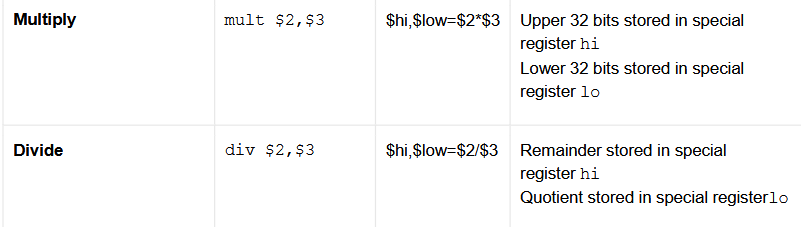 Multiply mult $2,$3 $hi,$low=$2*$3 Upper 32 bits stored in special
register hi
Lower 32 bits stored in special
register lo
Divide div $2,$3 $hi,$low=$2/$3 Remainder stored in special
register hi
Quotient stored in special registerlo